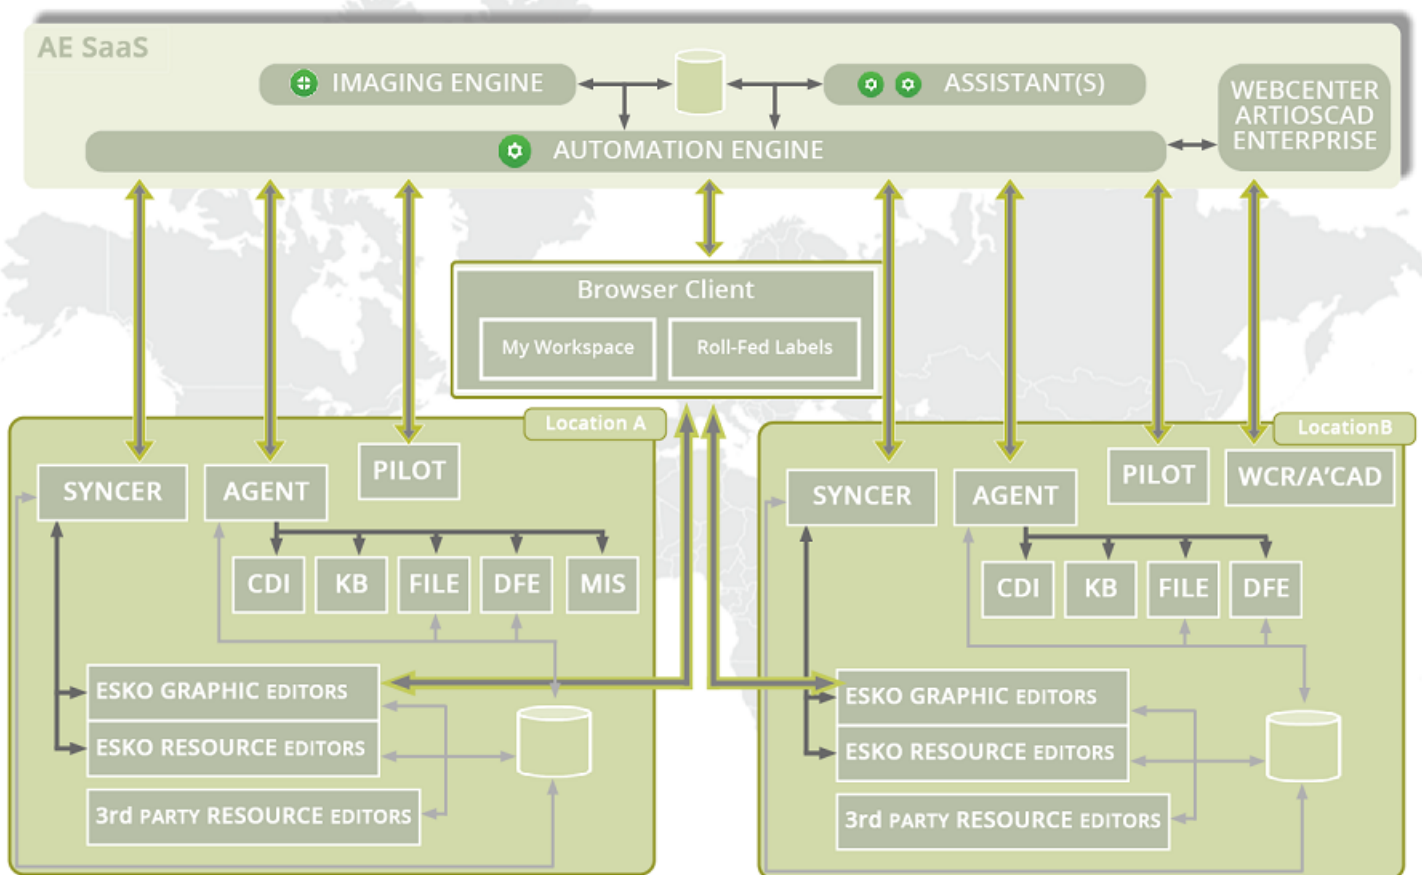 AE SaaS
IMAGING ENGINE
ASSISTANT(S)
WEBCENTER
ARTIOSCAD
ENTERPRISE
AUTOMATION ENGINE
Browser Client
My Workspace
Roll-Fed Labels
Location A
SYNCER
AGENT
PILOT
CDI
KB
FILE
DFE
MIS
ESKO GRAPHIC EDITORS
ESKO RESOURCE EDITORS
3rd PARTY RESOURCE EDITORS
LocationB
SYNCER
AGENT
PILOT
WCR/A'CAD
CDI
KB
FILE
DFE
ESKO GRAPHIC EDITORS
ESKO RESOURCE EDITORS
3rd PARTY RESOURCE EDITORS